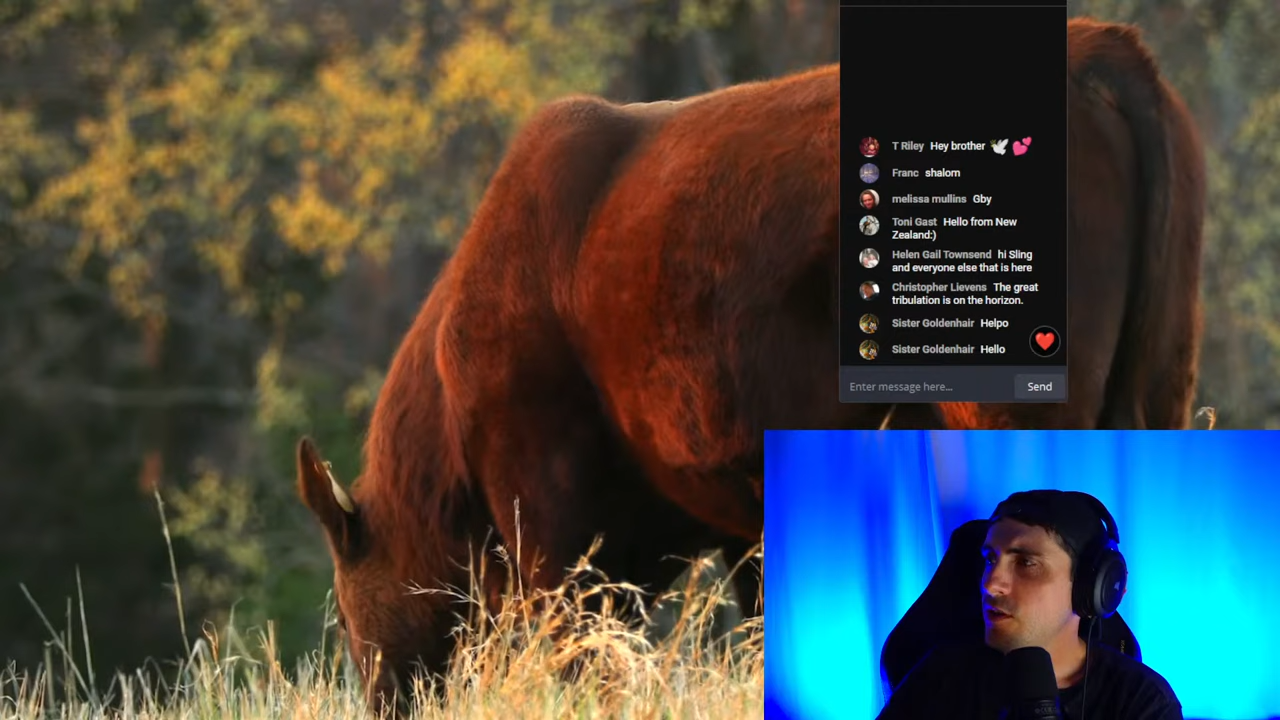 T Riley Hey brother 🕊️ 💕
Franc shalom
melissa mullins Gby
Toni Gast Hello from New
Zealand:)
Helen Gail Townsend hi Sling
and everyone else that is here
Christopher Lievens The great
tribulation is on the horizon.
Sister Goldenhair Helpo
Sister Goldenhair Hello
Enter message here... Send